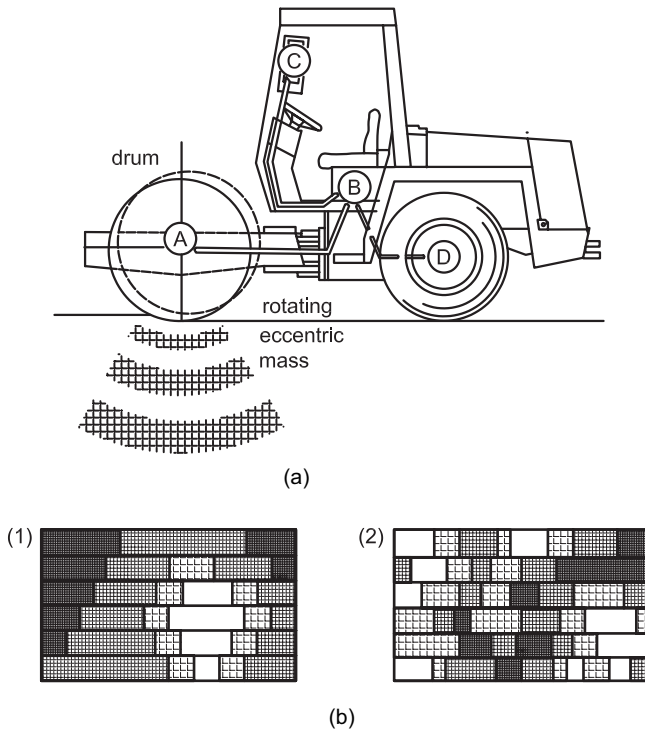 C
drum
B
A
D
rotating
eccentric
mass
(a)
(1)
(2)
(b)